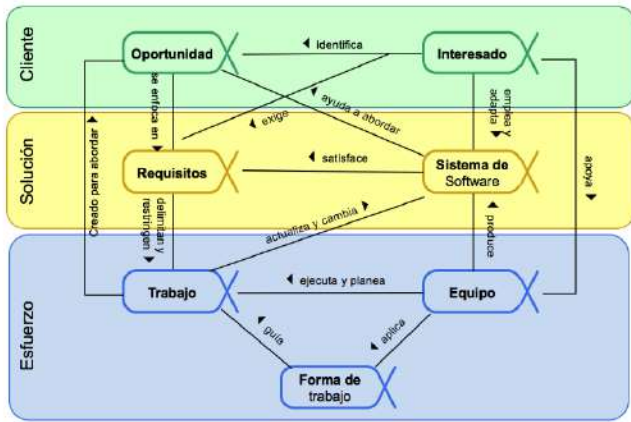 Cliente
Oportunidad
◄ identifica
Interesado
se enfoca en ►
◄ exige
◄ ayuda a abordar
emplea y
adapta ►
Creado para abordar ►
apoya ►
Solución
Requisitos
◄ satisface
Sistema de
Software
delimitan y
restringen ►
actualiza y cambia ►
produce ►
Esfuerzo
Trabajo
◄ ejecuta y planea
Equipo
◄ guía
◄ aplica
Forma de
trabajo